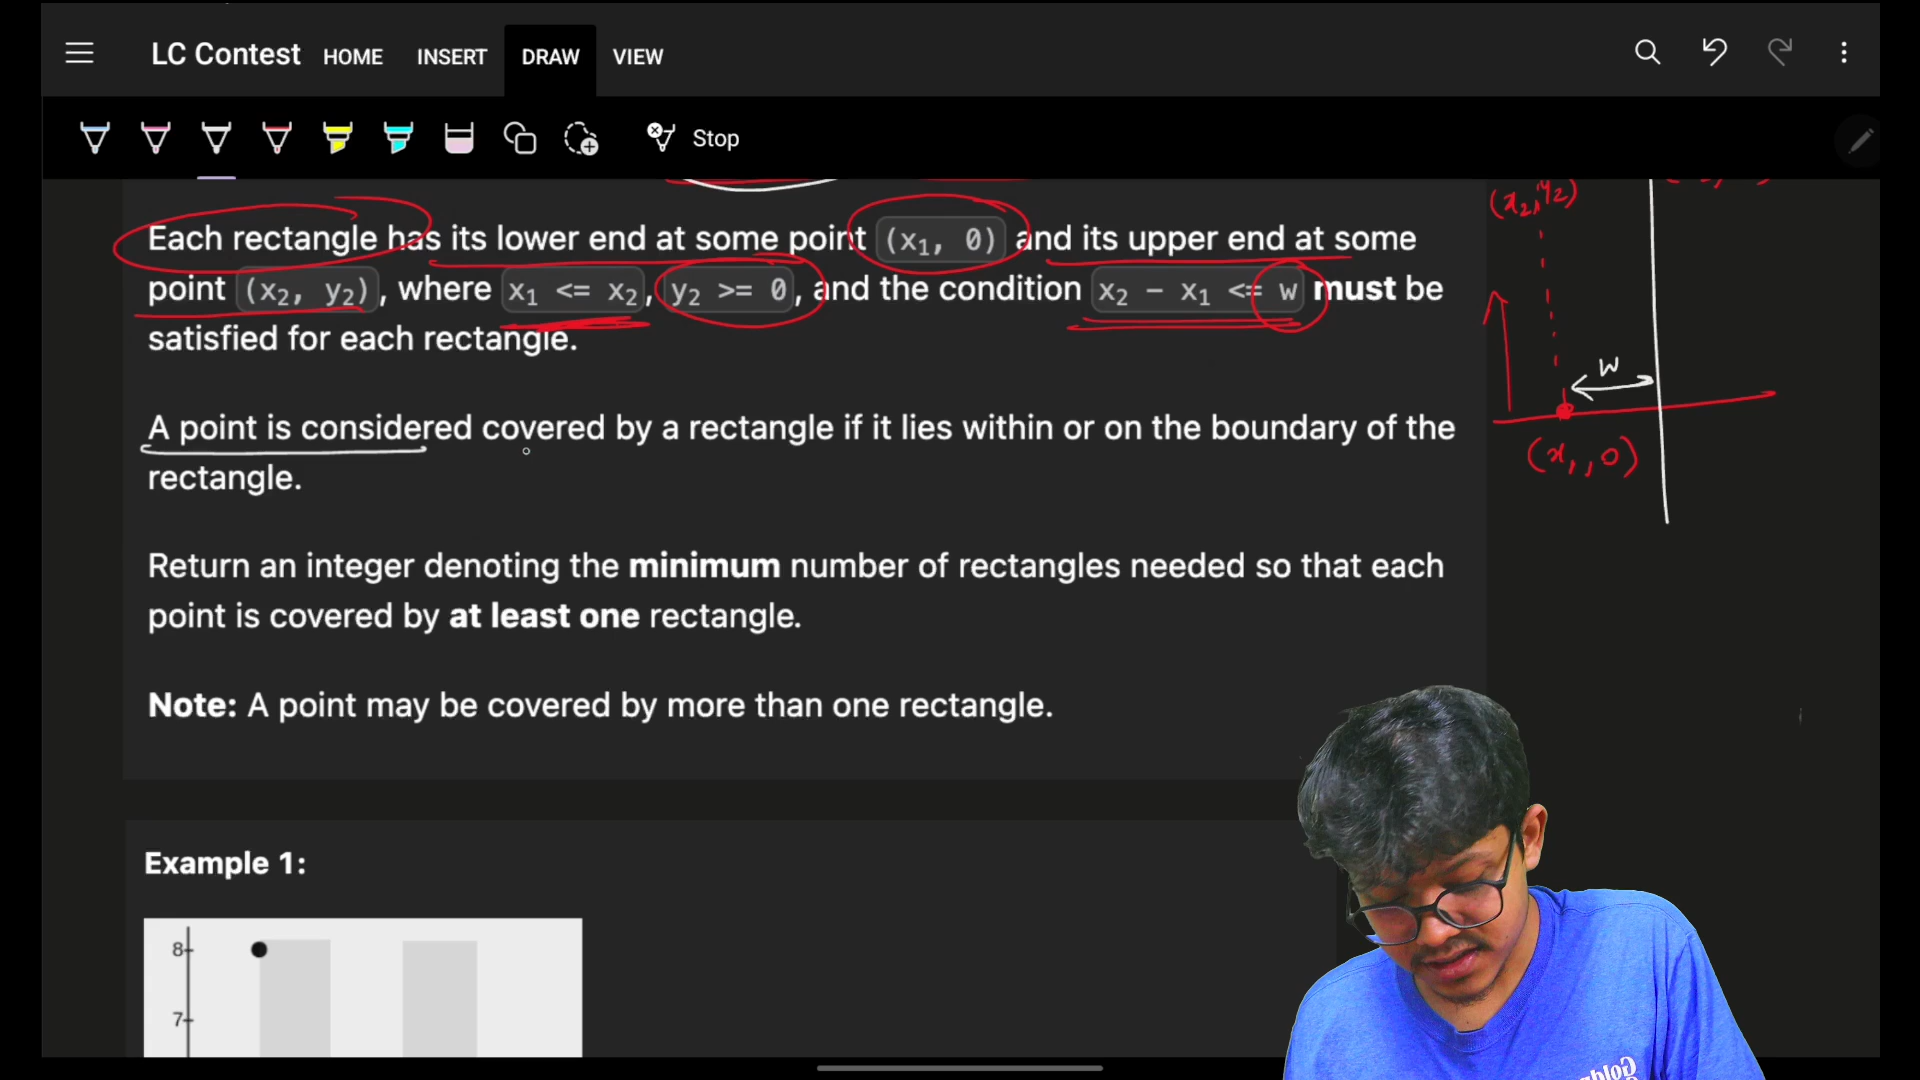 LC Contest HOME INSERT DRAW VIEW
Stop
(x2, y2)
Each rectangle has its lower end at some point (x1, 0) and its upper end at some
point (x2, y2), where x1 <= x2, y2 >= 0, and the condition x2 - x1 <= w must be
satisfied for each rectangle.
w
A point is considered covered by a rectangle if it lies within or on the boundary of the
rectangle.
(x1, 0)
Return an integer denoting the minimum number of rectangles needed so that each
point is covered by at least one rectangle.
Note: A point may be covered by more than one rectangle.
Example 1:
8
7